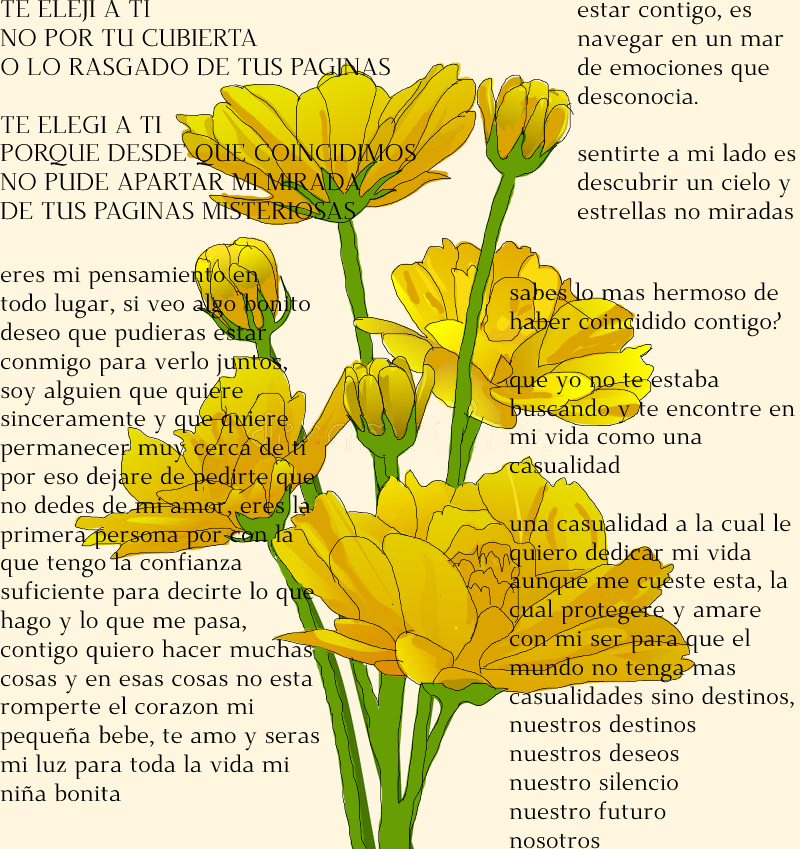 TE ELEJI A TI
NO POR TU CUBIERTA
O LO RASGADO DE TUS PAGINAS
TE ELEGI A TI
PORQUE DESDE QUE COINCIDIMOS
NO PUDE APARTAR MI MIRADA
DE TUS PAGINAS MISTERIOSAS
eres mi pensamiento en
todo lugar, si veo algo bonito
deseo que pudieras estar
conmigo para verlo juntos,
soy alguien que quiere
sinceramente y que quiere
permanecer muy cerca de ti
por eso dejare de pedirte que
no dedes de mi amor, eres la
primera persona por con la
que tengo la confianza
suficiente para decirte lo que
hago y lo que me pasa,
contigo quiero hacer muchas
cosas y en esas cosas no esta
romperte el corazon mi
pequeña bebe, te amo y seras
mi luz para toda la vida mi
niña bonita
estar contigo, es
navegar en un mar
de emociones que
desconocia.
sentirte a mi lado es
descubrir un cielo y
estrellas no miradas
sabes lo mas hermoso de
haber coincidido contigo?
que yo no te estaba
buscando y te encontre en
mi vida como una
casualidad
una casualidad a la cual le
quiero dedicar mi vida
aunque me cueste esta, la
cual protegere y amare
con mi ser para que el
mundo no tenga mas
casualidades sino destinos,
nuestros destinos
nuestros deseos
nuestro silencio
nuestro futuro
nosotros